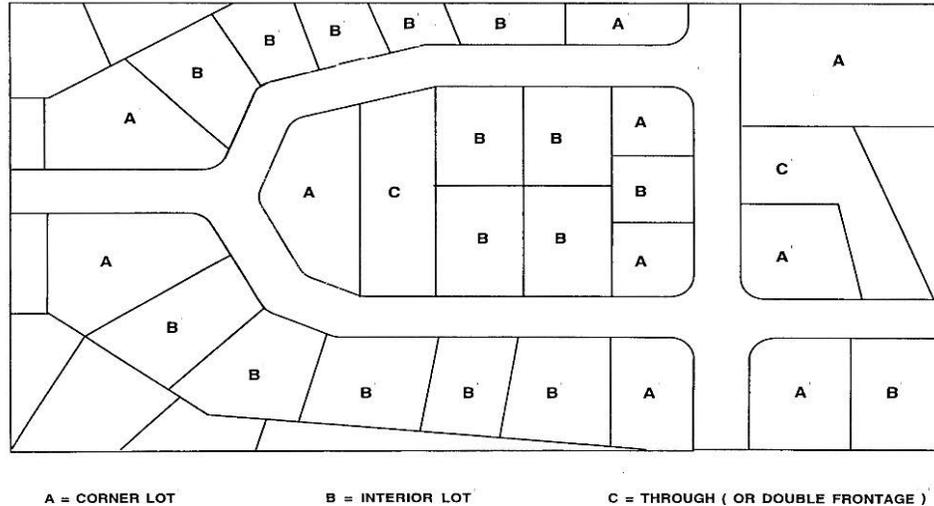 B B B B A
A B A
A B B A
A C B C
B B A A
A
B
B B B B A A B
A = CORNER LOT B = INTERIOR LOT C = THROUGH ( OR DOUBLE FRONTAGE )